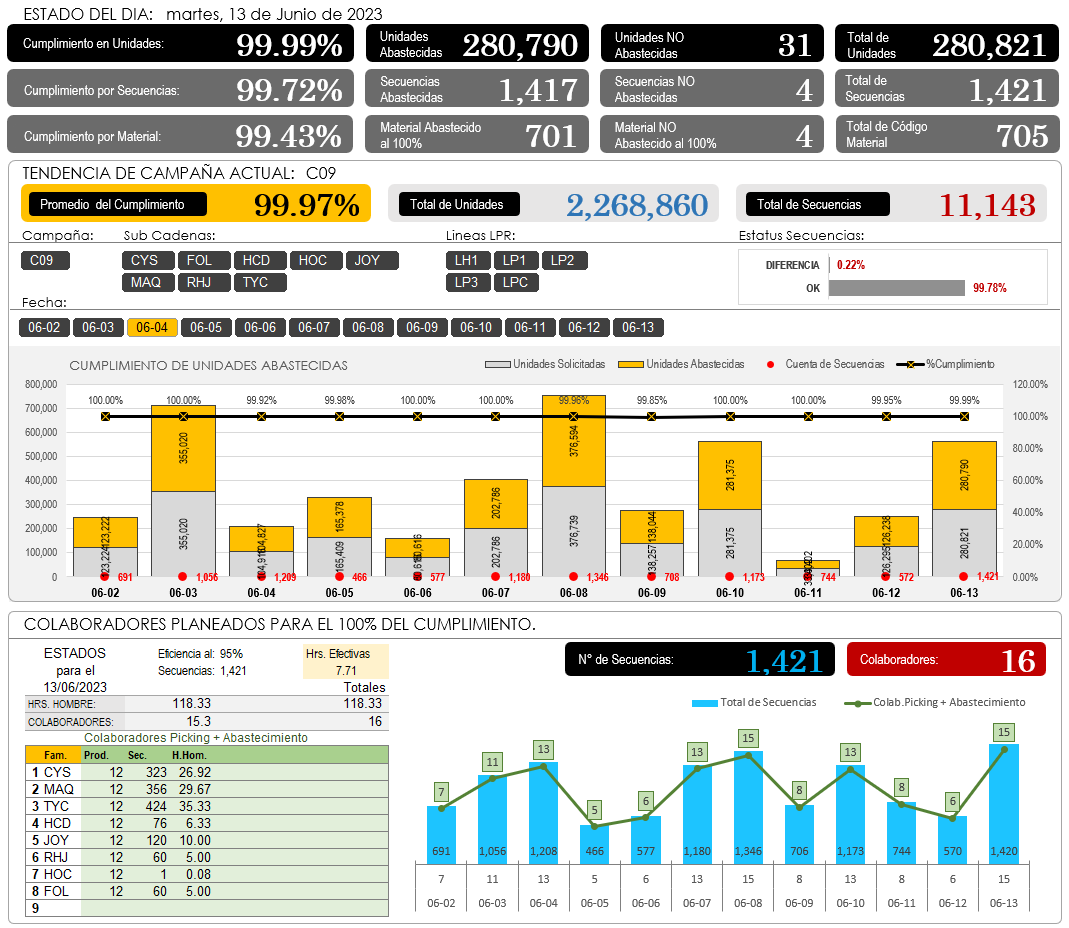 ESTADO DEL DIA: martes, 13 de Junio de 2023
Cumplimiento en Unidades: 99.99%
Unidades Abastecidas 280,790
Unidades NO Abastecidas 31
Total de Unidades 280,821
Cumplimiento por Secuencias: 99.72%
Secuencias Abastecidas 1,417
Secuencias NO Abastecidas 4
Total de Secuencias 1,421
Cumplimiento por Material: 99.43%
Material Abastecido al 100% 701
Material NO Abastecido al 100% 4
Total de Código Material 705
TENDENCIA DE CAMPAÑA ACTUAL: C09
Promedio del Cumplimiento 99.97%
Total de Unidades 2,268,860
Total de Secuencias 11,143
Campaña: Sub Cadenas: Lineas LPR: Estatus Secuencias:
C09 CYS FOL HCD HOC JOY LH1 LP1 LP2
MAQ RHJ TYC LP3 LPC
DIFERENCIA 0.22%
OK 99.78%
Fecha:
06-02 06-03 06-04 06-05 06-06 06-07 06-08 06-09 06-10 06-11 06-12 06-13
CUMPLIMIENTO DE UNIDADES ABASTECIDAS
Unidades Solicitadas Unidades Abastecidas Cuenta de Secuencias %Cumplimiento
800,000 120.00%
700,000 100.00%
600,000 80.00%
500,000 60.00%
400,000 40.00%
300,000 20.00%
200,000 0.00%
100,000
0
100.00% 100.00% 99.92% 99.98% 100.00% 100.00% 99.96% 99.85% 100.00% 100.00% 99.95% 99.99%
123,222 355,020 104,827 165,378 202,786 376,594 138,044 281,375 126,238 280,790
123,224 355,020 165,409 202,786 376,739 138,257 281,375 126,295 280,821
691 1,056 1,209 466 577 1,180 1,346 708 1,173 744 572 1,421
06-02 06-03 06-04 06-05 06-06 06-07 06-08 06-09 06-10 06-11 06-12 06-13
COLABORADORES PLANEADOS PARA EL 100% DEL CUMPLIMIENTO.
ESTADOS Eficiencia al: 95% Hrs. Efectivas
para el Secuencias: 1,421 7.71
13/06/2023 Totales
HRS. HOMBRE: 118.33 118.33
COLABORADORES: 15.3 16
Colaboradores Picking + Abastecimiento
Fam. Prod. Sec. H.Hom.
1 CYS 12 323 26.92
2 MAQ 12 356 29.67
3 TYC 12 424 35.33
4 HCD 12 76 6.33
5 JOY 12 120 10.00
6 RHJ 12 60 5.00
7 HOC 12 1 0.08
8 FOL 12 60 5.00
9
N° de Secuencias: 1,421
Colaboradores: 16
Total de Secuencias Colab.Picking + Abastecimiento
7 11 13 5 6 13 15 8 13 8 6 15
691 1,056 1,208 466 577 1,180 1,346 706 1,173 744 570 1,420
7 11 13 5 6 13 15 8 13 8 6 15
06-02 06-03 06-04 06-05 06-06 06-07 06-08 06-09 06-10 06-11 06-12 06-13